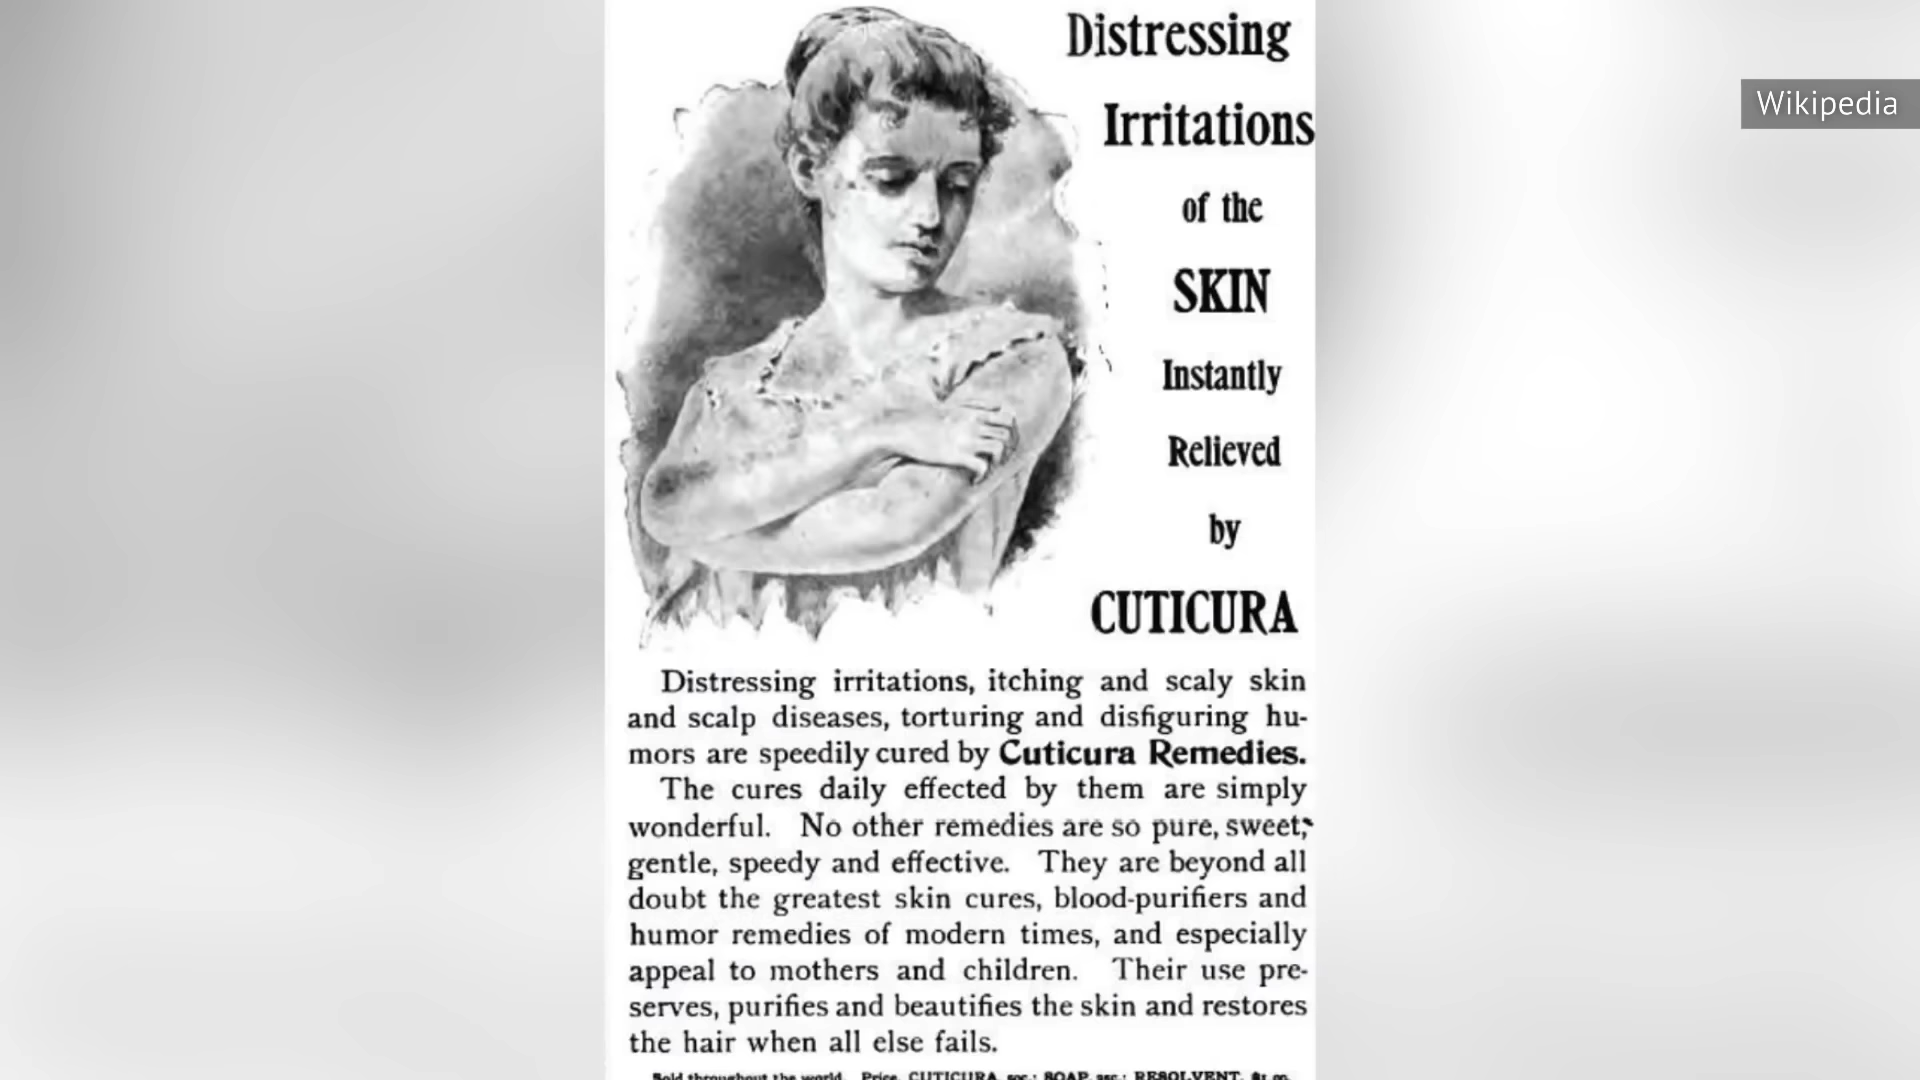 Distressing
Irritations
of the
SKIN
Instantly
Relieved
by
CUTICURA
Wikipedia
Distressing irritations, itching and scaly skin
and scalp diseases, torturing and disfiguring hu-
mors are speedily cured by Cuticura Remedies.
The cures daily effected by them are simply
wonderful. No other remedies are so pure, sweet,
gentle, speedy and effective. They are beyond all
doubt the greatest skin cures, blood-purifiers and
humor remedies of modern times, and especially
appeal to mothers and children. Their use pre-
serves, purifies and beautifies the skin and restores
the hair when all else fails.
Sold throughout the world. Price, CUTICURA, SOAP, RESOLVENT,